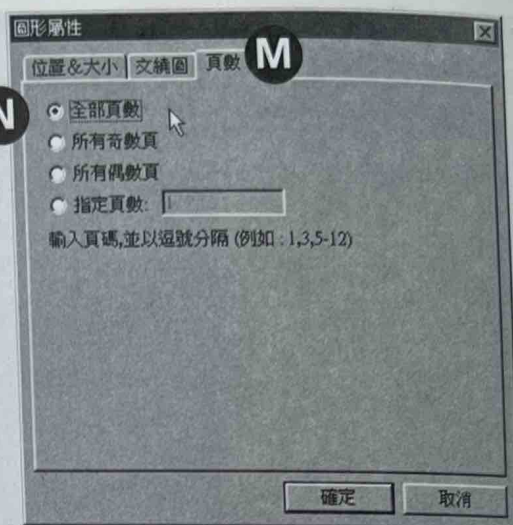 圖形屬性
位置&大小 文繞圖 頁數 M
N
全部頁數
所有奇數頁
所有偶數頁
指定頁數: 1
輸入頁碼,並以逗號分隔 (例如 : 1,3,5-12)
確定 取消